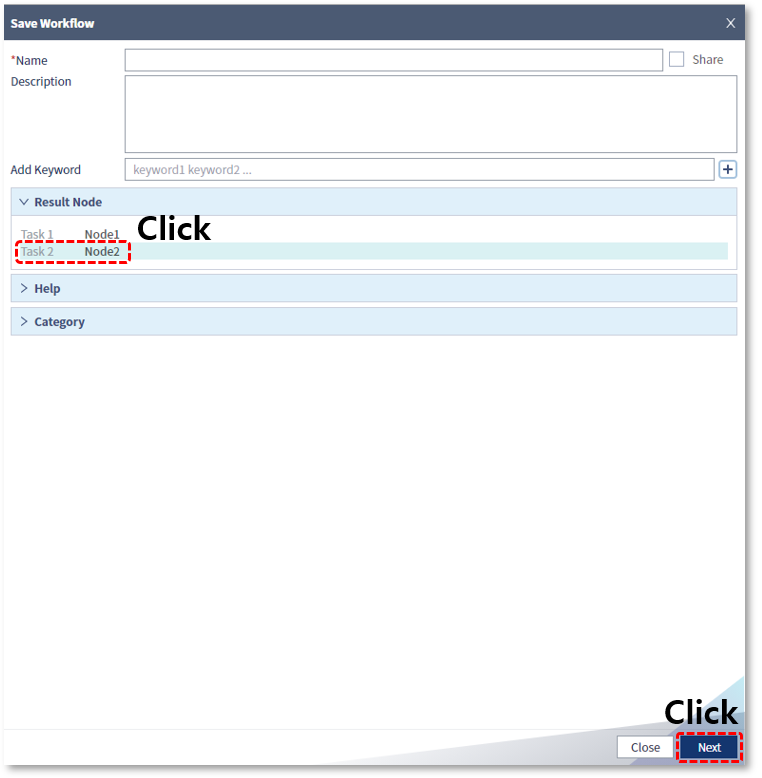 Save Workflow X
*Name Share
Description
Add Keyword keyword1 keyword2 ... +
Result Node
Task 1 Node1 Click
Task 2 Node2
Help
Category
Click
Close Next